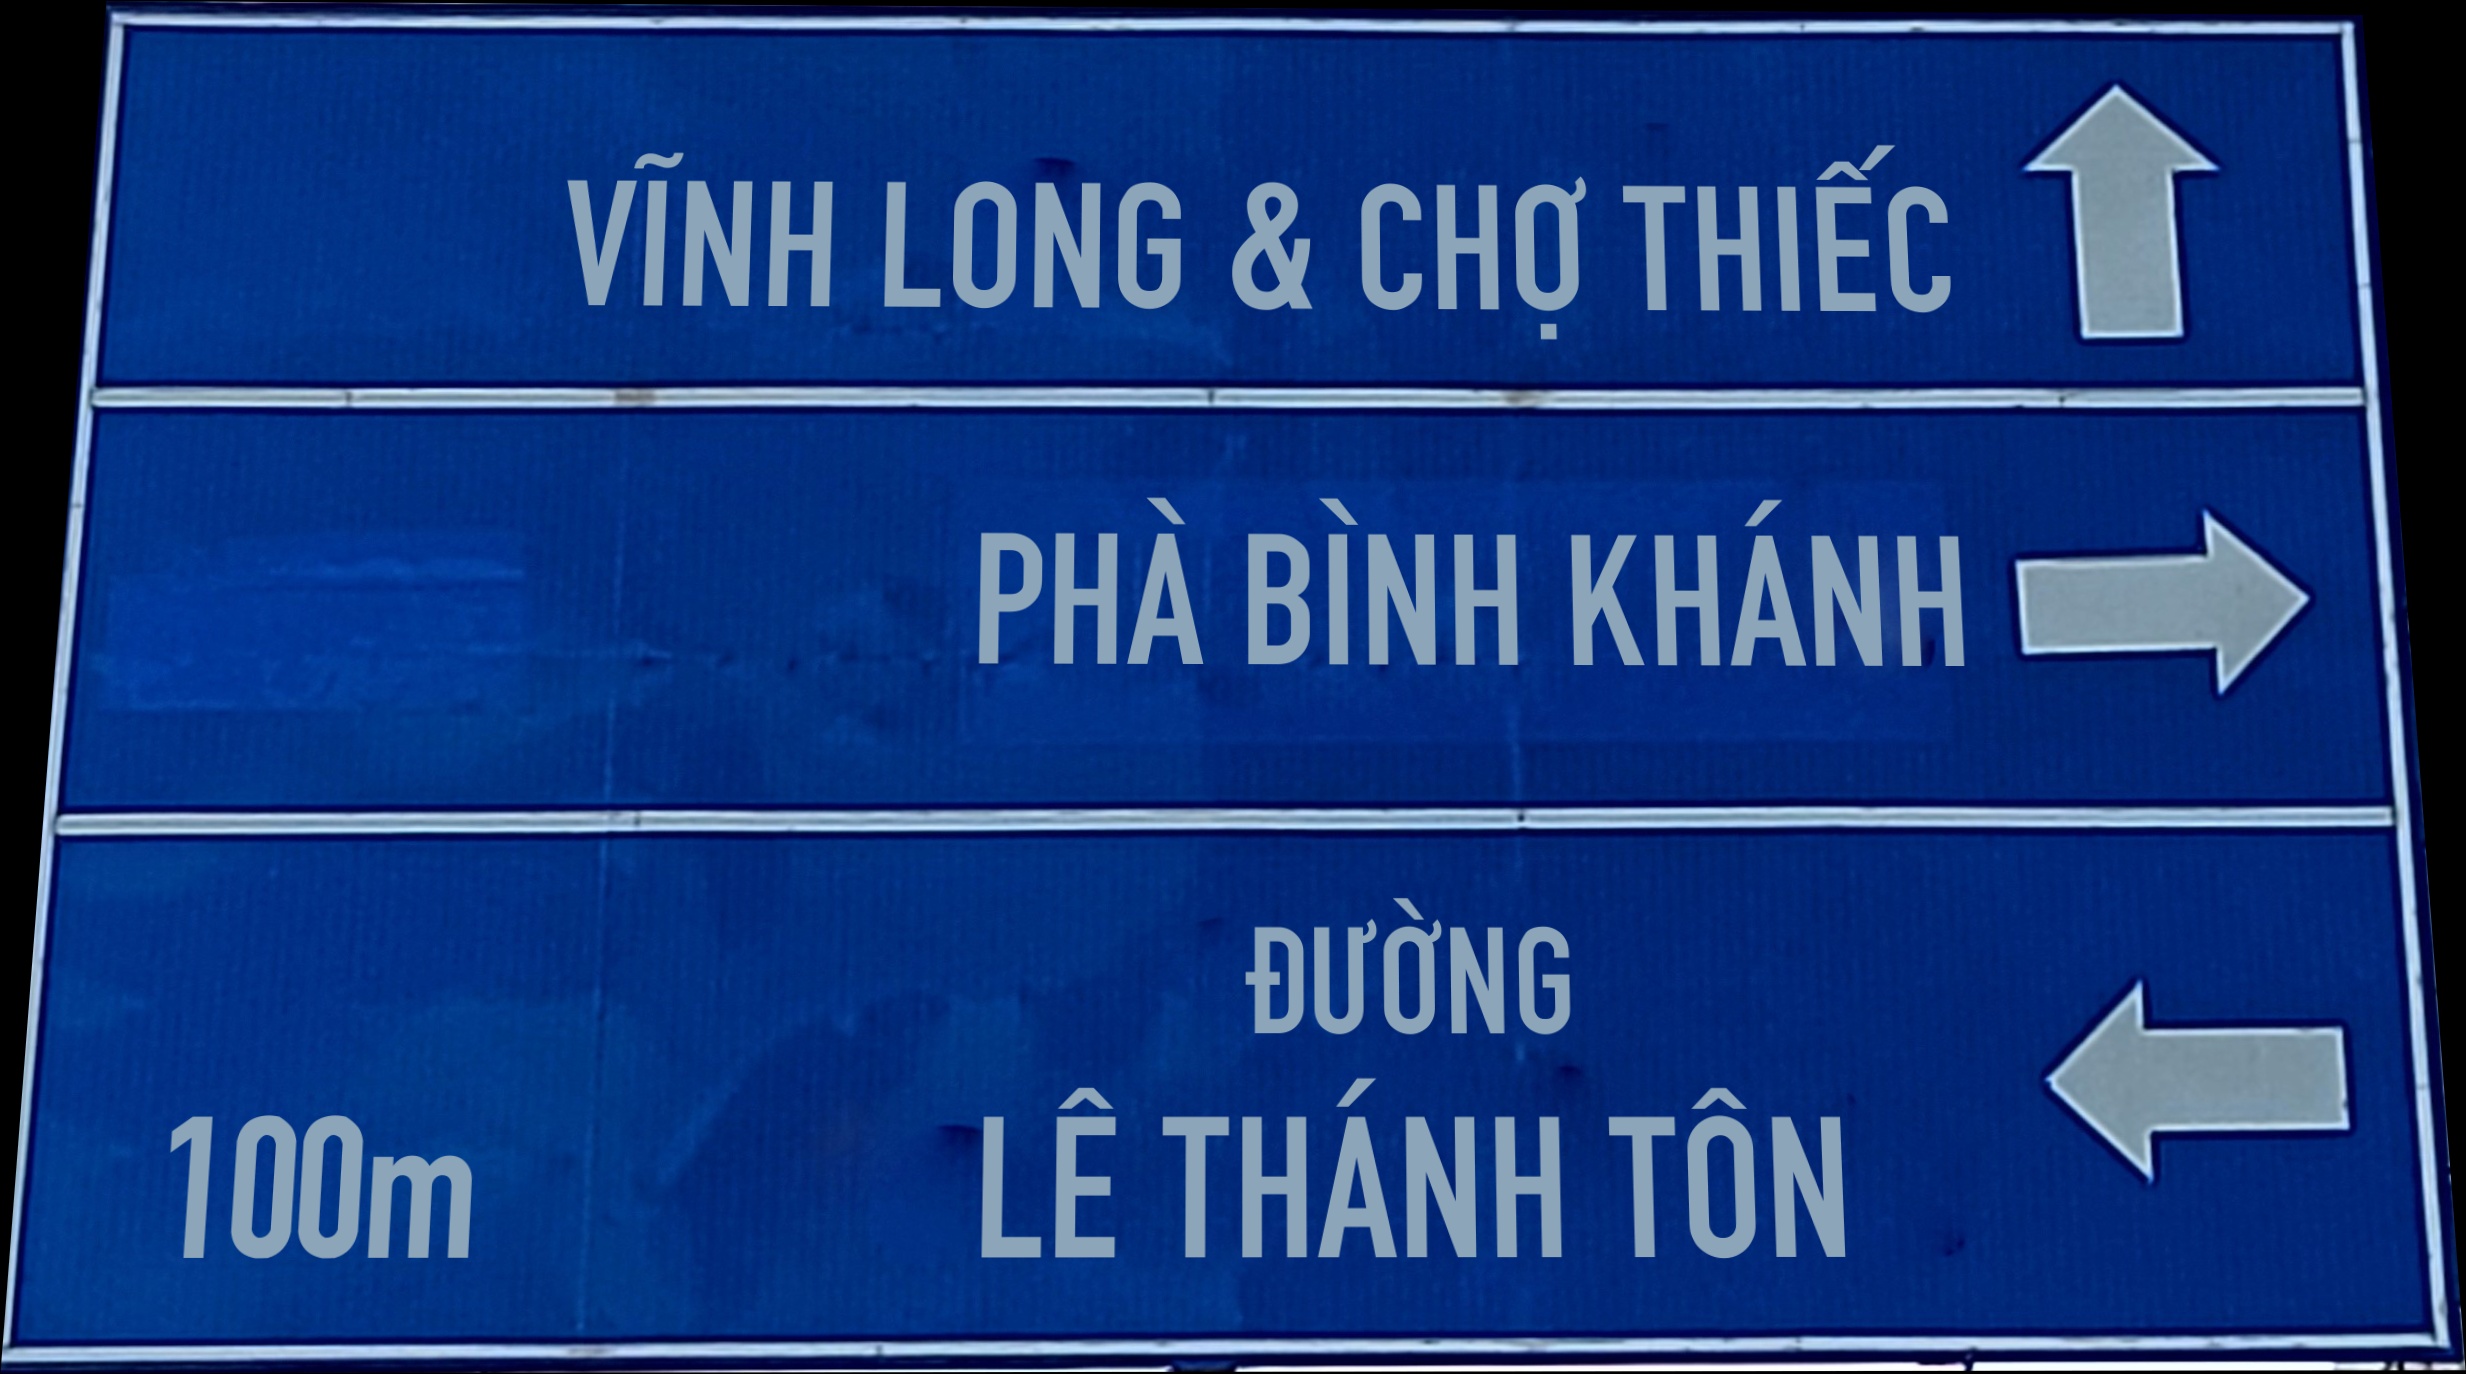 VĨNH LONG & CHỢ THIẾC
PHÀ BÌNH KHÁNH
ĐƯỜNG
100m LÊ THÁNH TÔN